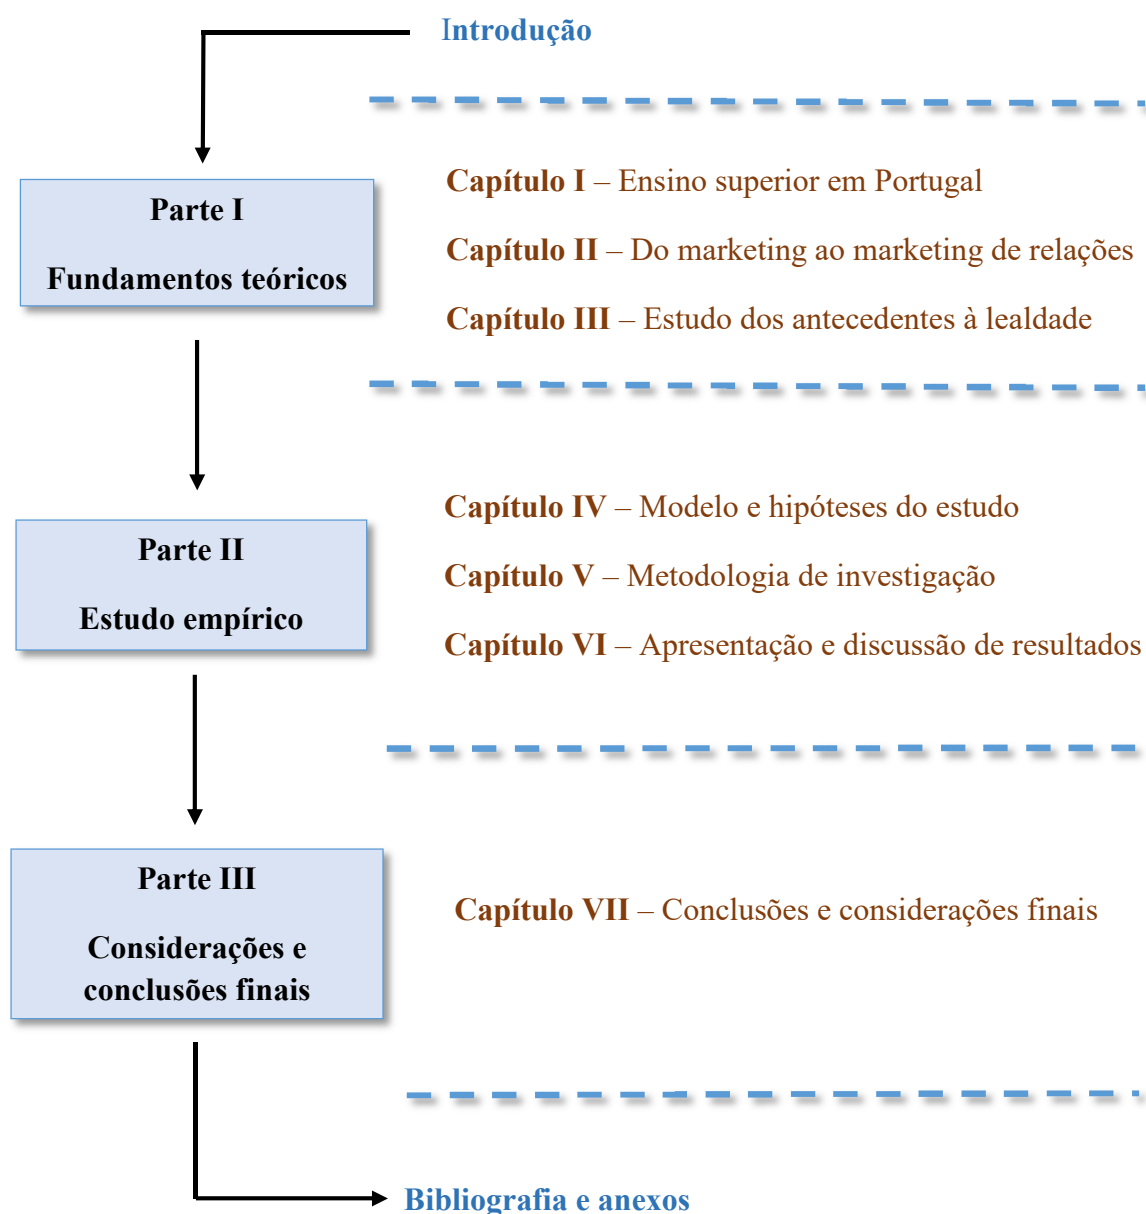 Introdução
Parte I
Fundamentos teóricos
Capítulo I – Ensino superior em Portugal
Capítulo II – Do marketing ao marketing de relações
Capítulo III – Estudo dos antecedentes à lealdade
Parte II
Estudo empírico
Capítulo IV – Modelo e hipóteses do estudo
Capítulo V – Metodologia de investigação
Capítulo VI – Apresentação e discussão de resultados
Parte III
Considerações e
conclusões finais
Capítulo VII – Conclusões e considerações finais
Bibliografia e anexos